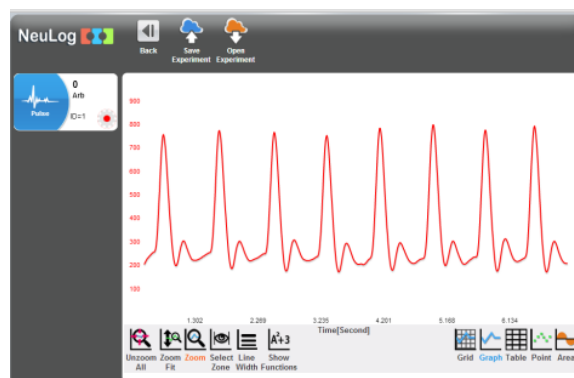 NeuLog
Back
Save Experiment
Open Experiment
0
Arb
Pulse
ID=1
900
800
700
600
500
400
300
200
100
1.302 2.269 3.235 4.201 5.168 6.134
Time[Second]
Unzoom All
Zoom Fit
Zoom
Select Zone
Line Width
A²+3
Show Functions
Grid
Graph
Table
Point
Area